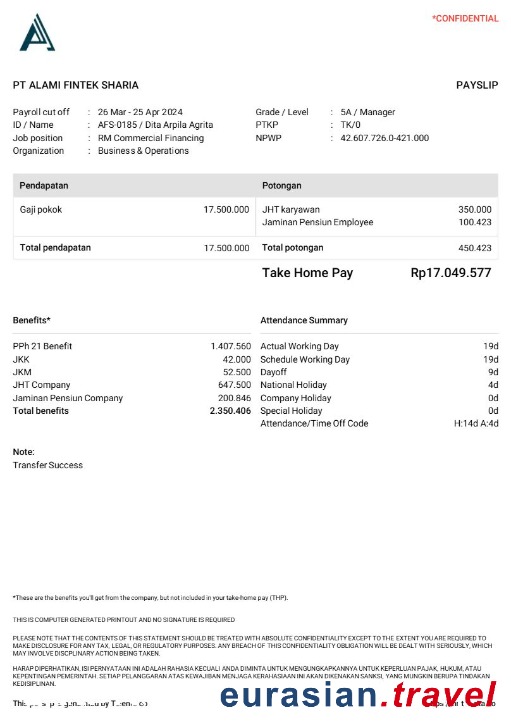 *CONFIDENTIAL
PT ALAMI FINTEK SHARIA PAYSLIP
Payroll cut off : 26 Mar - 25 Apr 2024 Grade / Level : 5A / Manager
ID / Name : AFS-0185 / Dita Arpila Agrita PTKP : TK/0
Job position : RM Commercial Financing NPWP : 42.607.726.0-421.000
Organization : Business & Operations
Pendapatan Potongan
Gaji pokok 17.500.000 JHT karyawan 350.000
Jaminan Pensiun Employee 100.423
Total pendapatan 17.500.000 Total potongan 450.423
Take Home Pay Rp17.049.577
Benefits* Attendance Summary
PPh 21 Benefit 1.407.560 Actual Working Day 19d
JKK 42.000 Schedule Working Day 19d
JKM 52.500 Dayoff 9d
JHT Company 647.500 National Holiday 4d
Jaminan Pensiun Company 200.846 Company Holiday 0d
Total benefits 2.350.406 Special Holiday 0d
Attendance/Time Off Code H:14d A:4d
Note:
Transfer Success
*These are the benefits you'll get from the company, but not included in your take-home pay (THP).
THIS IS COMPUTER GENERATED PRINTOUT AND NO SIGNATURE IS REQUIRED
PLEASE NOTE THAT THE CONTENTS OF THIS STATEMENT SHOULD BE TREATED WITH ABSOLUTE CONFIDENTIALITY EXCEPT TO THE EXTENT YOU ARE REQUIRED TO
MAKE DISCLOSURE FOR ANY TAX, LEGAL, OR REGULATORY PURPOSES. ANY BREACH OF THIS CONFIDENTIALITY OBLIGATION WILL BE DEALT WITH SERIOUSLY, WHICH
MAY INVOLVE DISCIPLINARY ACTION BEING TAKEN.
HARAP DIPERHATIKAN, ISI PERNYATAAN INI ADALAH RAHASIA KECUALI ANDA DIMINTA UNTUK MENGUNGKAPKANNYA UNTUK KEPERLUAN PAJAK, HUKUM, ATAU
KEPENTINGAN PEMERINTAH. SETIAP PELANGGARAN ATAS KEWAJIBAN MENJAGA KERAHASIAAN INI AKAN DIKENAKAN SANKSI, YANG MUNGKIN BERUPA TINDAKAN
KEDISIPLINAN.
eurasian.travel